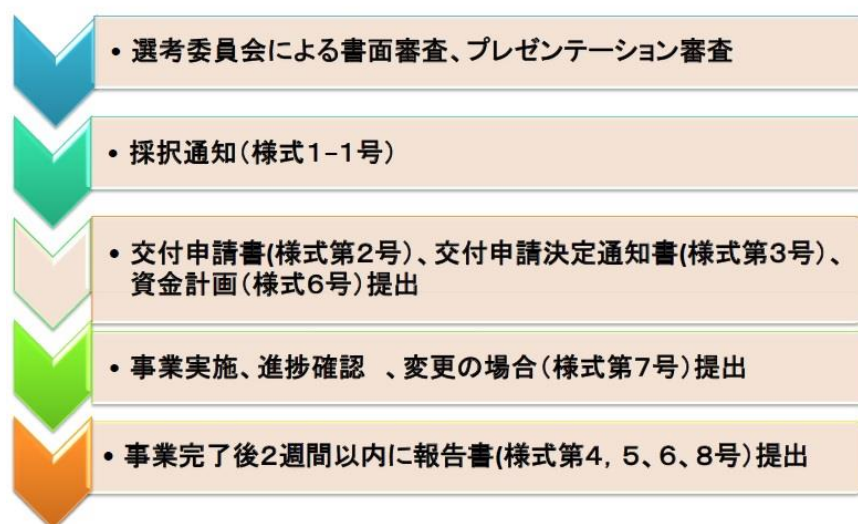 • 選考委員会による書面審査、プレゼンテーション審査
• 採択通知(様式1-1号)
• 交付申請書(様式第2号)、交付申請決定通知書(様式第3号)、
資金計画(様式6号)提出
• 事業実施、進捗確認 、変更の場合(様式第7号)提出
• 事業完了後2週間以内に報告書(様式第4, 5、6、8号)提出